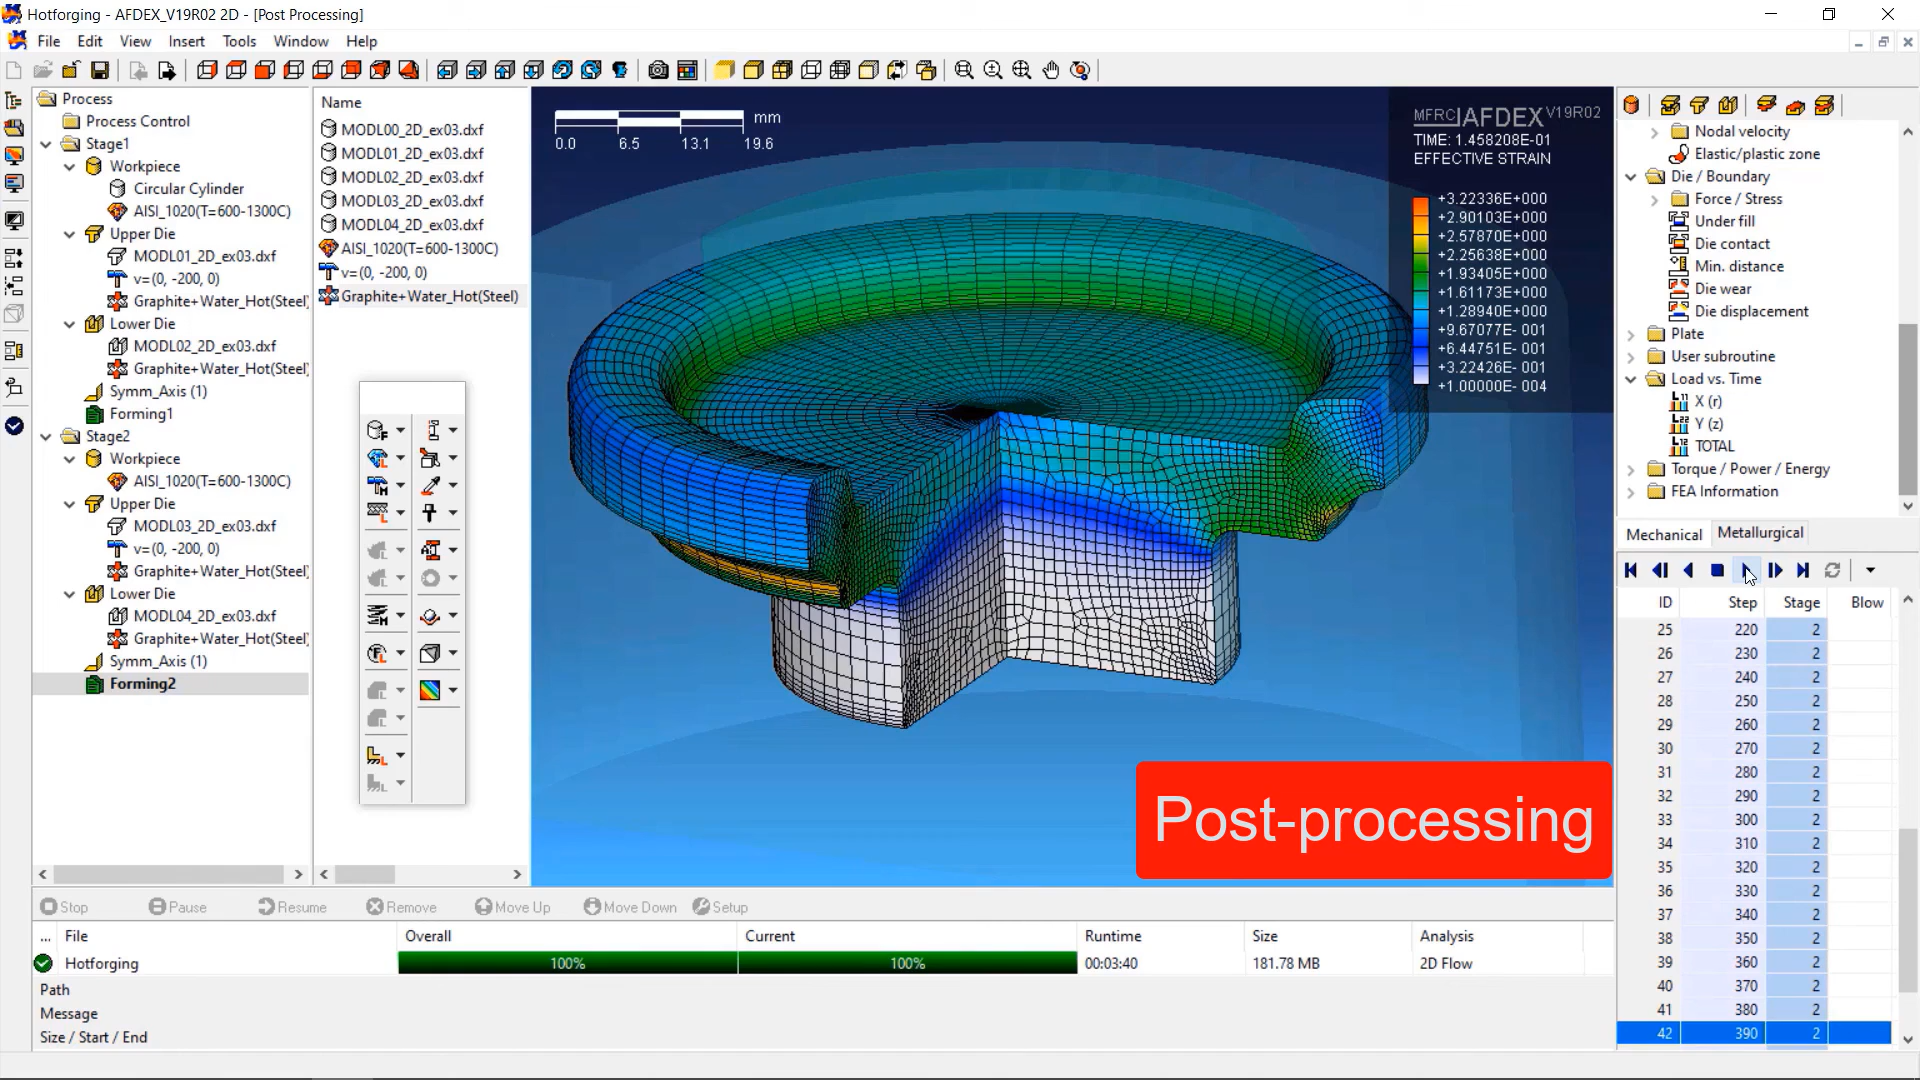 Hotforging - AFDEX_V19R02 2D - [Post Processing]
File Edit View Insert Tools Window Help
Process
Process Control
Stage1
Workpiece
Circular Cylinder
AISI_1020(T=600-1300C)
Upper Die
MODL01_2D_ex03.dxf
v=(0, -200, 0)
Graphite+Water_Hot(Steel)
Lower Die
MODL02_2D_ex03.dxf
Graphite+Water_Hot(Steel)
Symm_Axis (1)
Forming1
Stage2
Workpiece
AISI_1020(T=600-1300C)
Upper Die
MODL03_2D_ex03.dxf
v=(0, -200, 0)
Graphite+Water_Hot(Steel)
Lower Die
MODL04_2D_ex03.dxf
Graphite+Water_Hot(Steel)
Symm_Axis (1)
Forming2
Name
MODL00_2D_ex03.dxf
MODL01_2D_ex03.dxf
MODL02_2D_ex03.dxf
MODL03_2D_ex03.dxf
MODL04_2D_ex03.dxf
AISI_1020(T=600-1300C)
v=(0, -200, 0)
Graphite+Water_Hot(Steel)
mm
0.0 6.5 13.1 19.6
MFRC AFDEX V19R02
TIME: 1.458208E-01
EFFECTIVE STRAIN
+3.22336E+000
+2.90103E+000
+2.57870E+000
+2.25638E+000
+1.93405E+000
+1.61173E+000
+1.28940E+000
+9.67077E- 001
+6.44751E- 001
+3.22426E- 001
+1.00000E- 004
Post-processing
Nodal velocity
Elastic/plastic zone
Die / Boundary
Force / Stress
Under fill
Die contact
Min. distance
Die wear
Die displacement
Plate
User subroutine
Load vs. Time
X (r)
Y (z)
TOTAL
Torque / Power / Energy
FEA Information
Mechanical Metallurgical
ID Step Stage Blow
25 220 2
26 230 2
27 240 2
28 250 2
29 260 2
30 270 2
31 280 2
32 290 2
33 300 2
34 310 2
35 320 2
36 330 2
37 340 2
38 350 2
39 360 2
40 370 2
41 380 2
42 390 2
Stop Pause Resume Remove Move Up Move Down Setup
... File Overall Current Runtime Size Analysis
Hotforging 100% 100% 00:03:40 181.78 MB 2D Flow
Path
Message
Size / Start / End